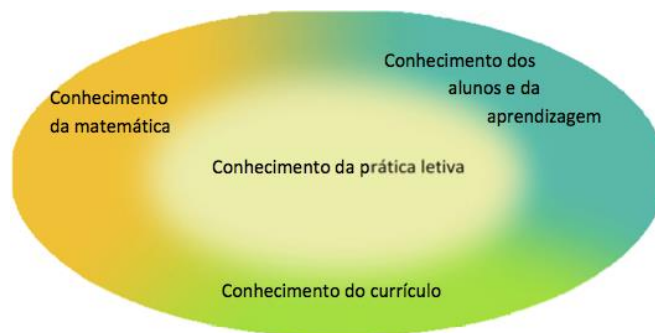 Conhecimento
da matemática
Conhecimento dos
alunos e da
aprendizagem
Conhecimento da prática letiva
Conhecimento do currículo